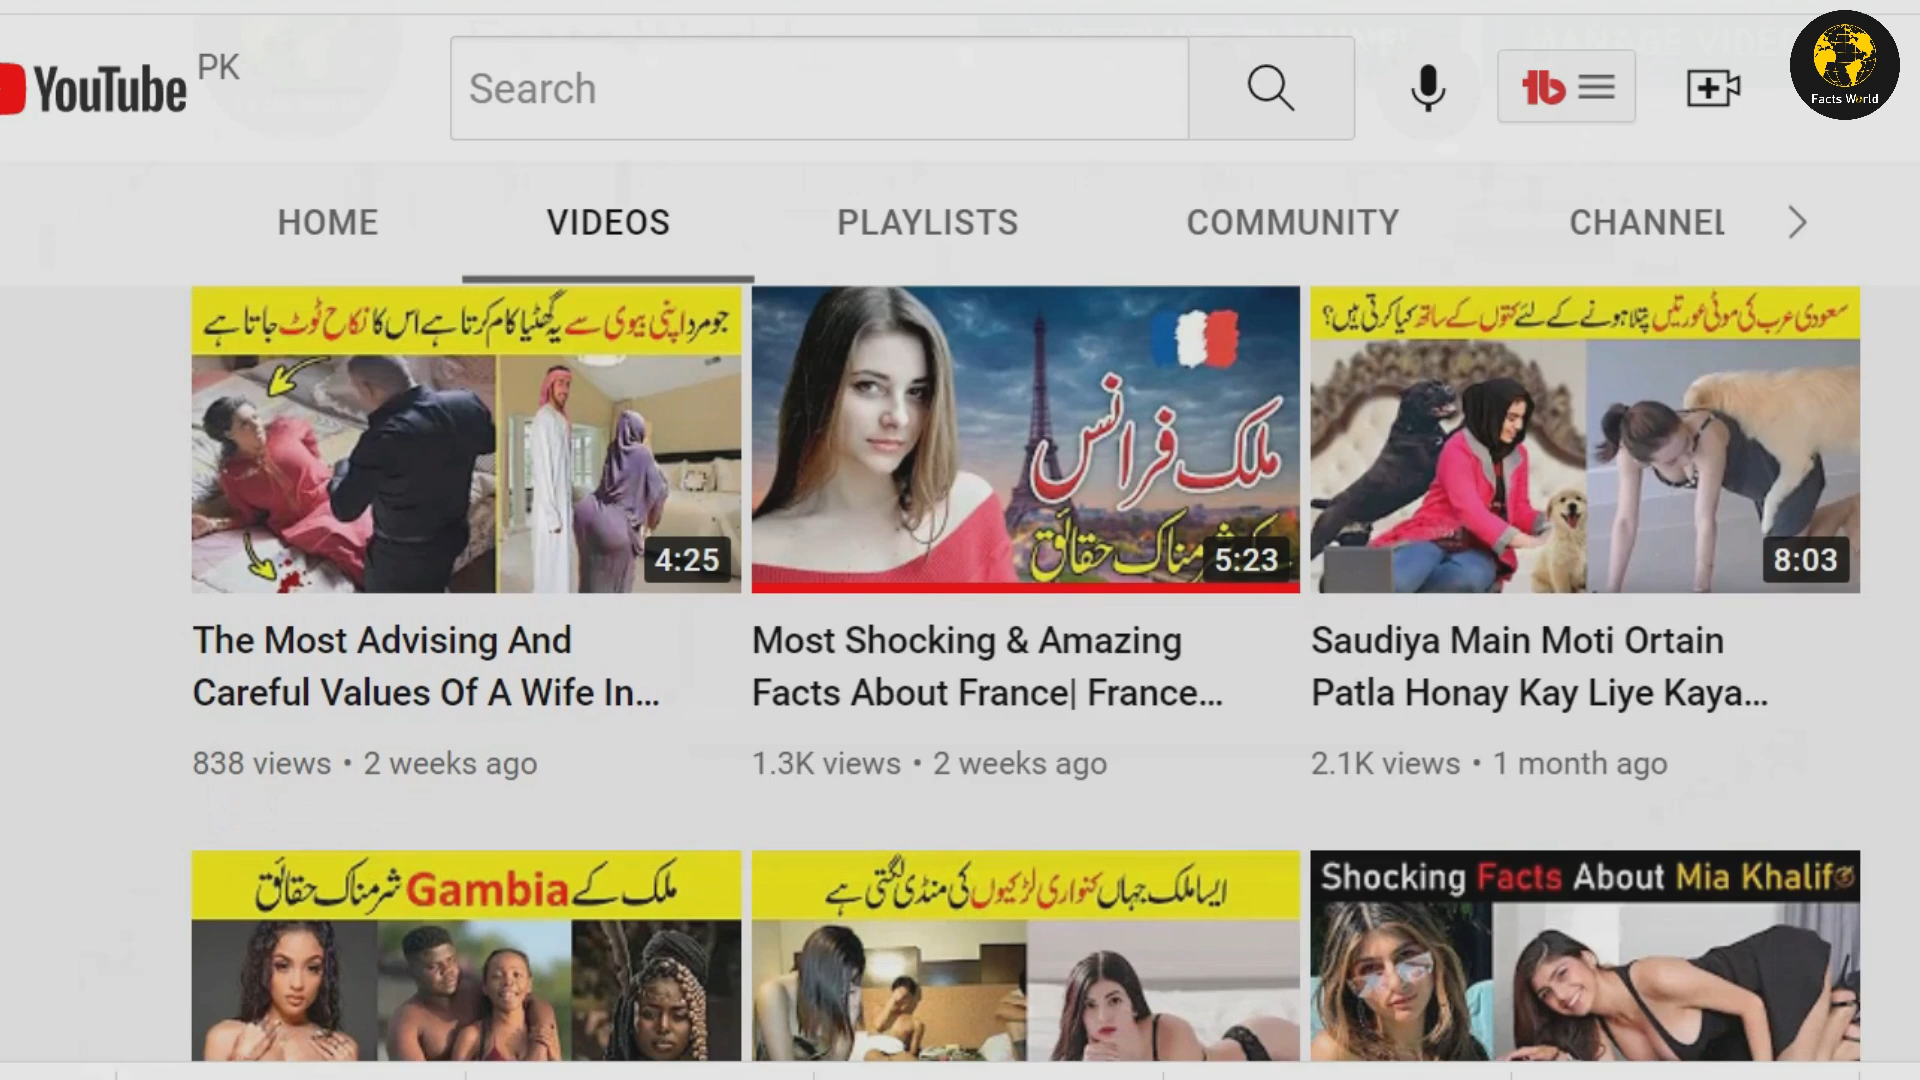 YouTube PK
Search
Facts World
HOME VIDEOS PLAYLISTS COMMUNITY CHANNEL
جو مرد اپنی بیوی سے یہ گھٹیا کام کرتا ہے اس کا نکاح ٹوٹ جاتا ہے
4:25
ملک فرانس
شرمناک حقائق
5:23
سعودی عرب کی موٹی عورتیں پتلا ہونے کے لئے کتوں کے ساتھ کیا کرتی ہیں؟
8:03
The Most Advising And
Careful Values Of A Wife In...
838 views • 2 weeks ago
Most Shocking & Amazing
Facts About France| France...
1.3K views • 2 weeks ago
Saudiya Main Moti Ortain
Patla Honay Kay Liye Kaya...
2.1K views • 1 month ago
ملک Gambia کے شرمناک حقائق
ایسا ملک جہاں کنواری لڑکیوں کی منڈی لگتی ہے
Shocking Facts About Mia Khalifa